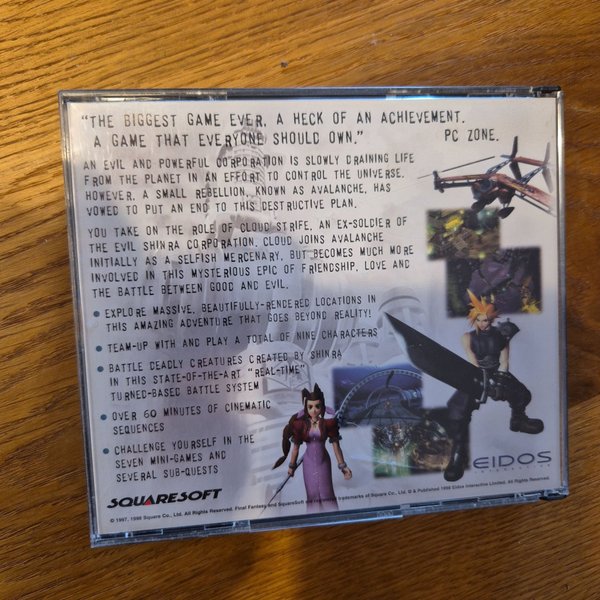 "THE BIGGEST GAME EVER. A HECK OF AN ACHIEVEMENT.
A GAME THAT EVERYONE SHOULD OWN." PC ZONE.
AN EVIL AND POWERFUL CORPORATION IS SLOWLY DRAINING LIFE
FROM THE PLANET IN AN EFFORT TO CONTROL THE UNIVERSE.
HOWEVER, A SMALL REBELLION, KNOWN AS AVALANCHE, HAS
VOWED TO PUT AN END TO THIS DESTRUCTIVE PLAN.
YOU TAKE ON THE ROLE OF CLOUD STRIFE, AN EX-SOLDIER OF
THE EVIL SHINRA CORPORATION. CLOUD JOINS AVALANCHE
INITIALLY AS A SELFISH MERCENARY, BUT BECOMES MUCH MORE
INVOLVED IN THIS MYSTERIOUS EPIC OF FRIENDSHIP, LOVE AND
THE BATTLE BETWEEN GOOD AND EVIL.
• EXPLORE MASSIVE, BEAUTIFULLY-RENDERED LOCATIONS IN
THIS AMAZING ADVENTURE THAT GOES BEYOND REALITY!
• TEAM-UP WITH AND PLAY A TOTAL OF NINE CHARACTERS
• BATTLE DEADLY CREATURES CREATED BY SHINRA
IN THIS STATE-OF-THE-ART "REAL-TIME"
TURNED-BASED BATTLE SYSTEM
• OVER 60 MINUTES OF CINEMATIC
SEQUENCES
• CHALLENGE YOURSELF IN THE
SEVEN MINI-GAMES AND
SEVERAL SUB-QUESTS
EIDOS
INTERACTIVE
SQUARESOFT
© 1997, 1998 Square Co., Ltd. All Rights Reserved. Final Fantasy and SquareSoft are registered trademarks of Square Co., Ltd. © & Published 1998 Eidos Interactive Limited. All Rights Reserved.